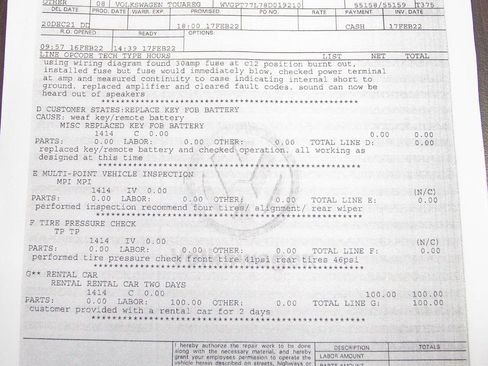 OTHER 08 VOLKSWAGEN TOUAREG WVGFT77L78D019210 55158/55159 T375
DEL. DATE PROD. DATE WARR. EXP. PROMISED PO NO. RATE PAYMENT INV. DATE
20DEC21 DD 18:00 17FEB22 CASH 17FEB22
R.O. OPENED READY OPTIONS:
09:57 16FEB22 14:39 17FEB22
LINE OPCODE TECH TYPE HOURS LIST NET TOTAL
using wiring diagram found 30amp fuse at c12 position burnt out,
installed fuse but fuse would immediately blow, checked power terminal
at amp and measured continuity to case indicating internal short to
ground. replaced amplifier and cleared fault codes. sound can now be
heard out of speakers
****************************************************
D CUSTOMER STATES:REPLACE KEY FOB BATTERY
CAUSE: weaf key/remote battery
MISC REPLACED KEY FOB BATTERY
1414 C 0.00 0.00 0.00
PARTS: 0.00 LABOR: 0.00 OTHER: 0.00 TOTAL LINE D: 0.00
replaced key/remote battery and checked operation. all working as
designed at this time
****************************************************
E MULTI-POINT VEHICLE INSPECTION
MPI MPI
1414 IV 0.00 (N/C)
PARTS: 0.00 LABOR: 0.00 OTHER: 0.00 TOTAL LINE E: 0.00
performed inspection recommend four tires/ alignment/ rear wiper
****************************************************
F TIRE PRESSURE CHECK
TP TP
1414 IV 0.00 (N/C)
PARTS: 0.00 LABOR: 0.00 OTHER: 0.00 TOTAL LINE F: 0.00
performed tire pressure check front tire 41psi rear tires 46psi
****************************************************
G** RENTAL CAR
RENTAL RENTAL CAR TWO DAYS
1414 C 0.00 100.00 100.00
PARTS: 0.00 LABOR: 100.00 OTHER: 0.00 TOTAL LINE G: 100.00
customer provided with a rental car for 2 days
****************************************************
I hereby authorize the repair work to be done
along with the necessary material, and hereby
grant your employees permission to operate the
vehicle herein described on streets, highways or
DESCRIPTION TOTALS
LABOR AMOUNT
PARTS AMOUNT